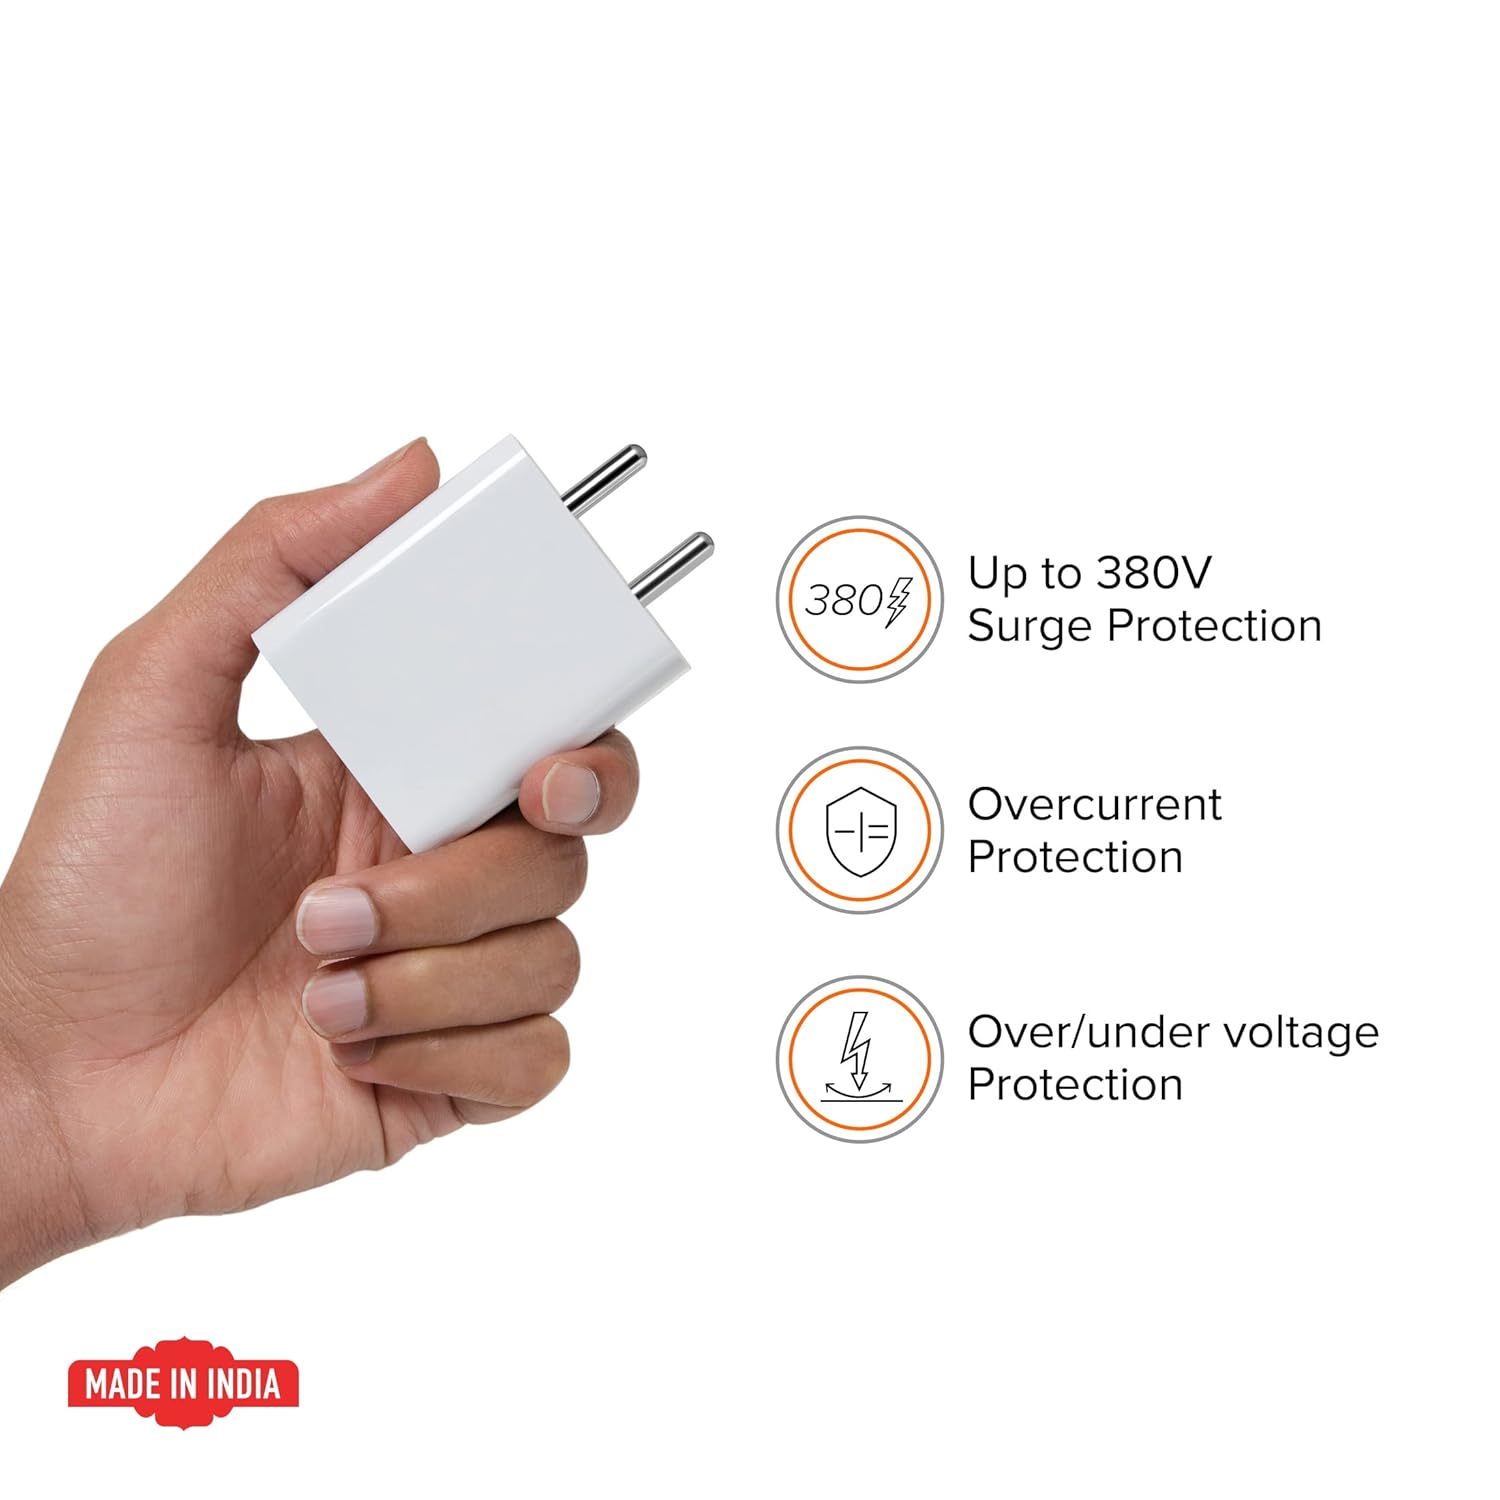 380
Up to 380V
Surge Protection
Overcurrent
Protection
Over/under voltage
Protection
MADE IN INDIA